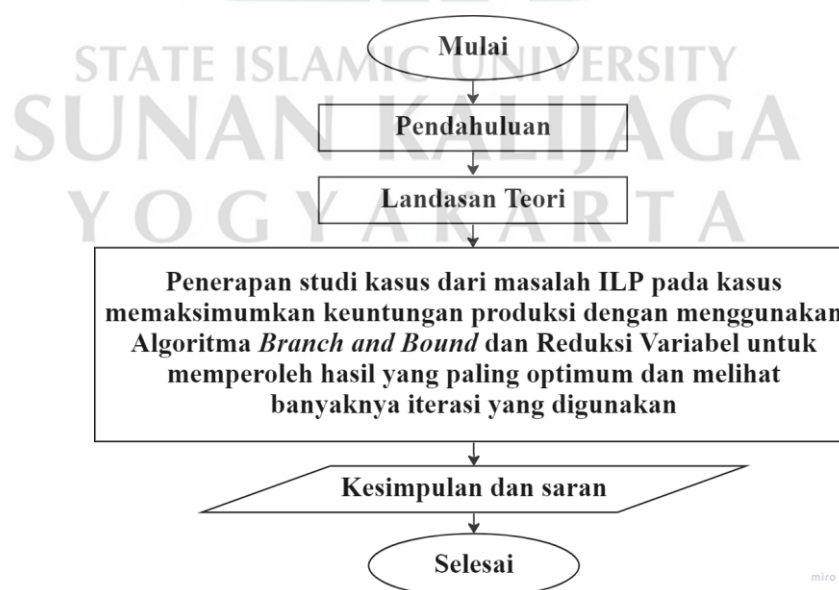 Mulai
STATE ISLAMIC UNIVERSITY
SUNAN KALIJAGA
Pendahuluan
Landasan Teori
YOGYAKARTA
Penerapan studi kasus dari masalah ILP pada kasus
memaksimumkan keuntungan produksi dengan menggunakan
Algoritma Branch and Bound dan Reduksi Variabel untuk
memperoleh hasil yang paling optimum dan melihat
banyaknya iterasi yang digunakan
Kesimpulan dan saran
Selesai
miro